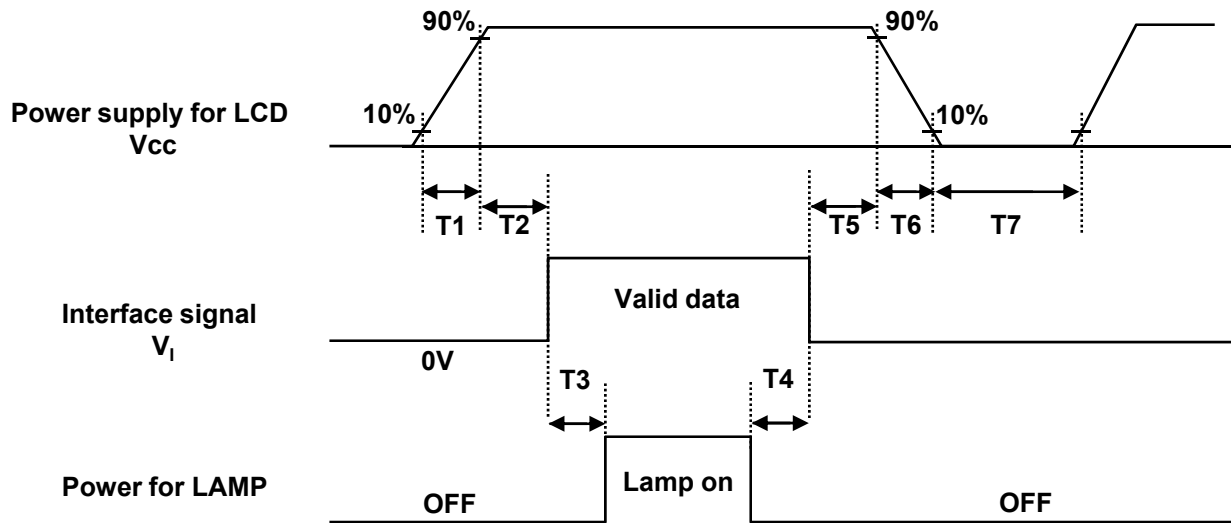 90%
90%
Power supply for LCD
Vcc
10%
10%
T1
T2
T5
T6
T7
Interface signal
VI
Valid data
0V
T3
T4
Power for LAMP
OFF
Lamp on
OFF